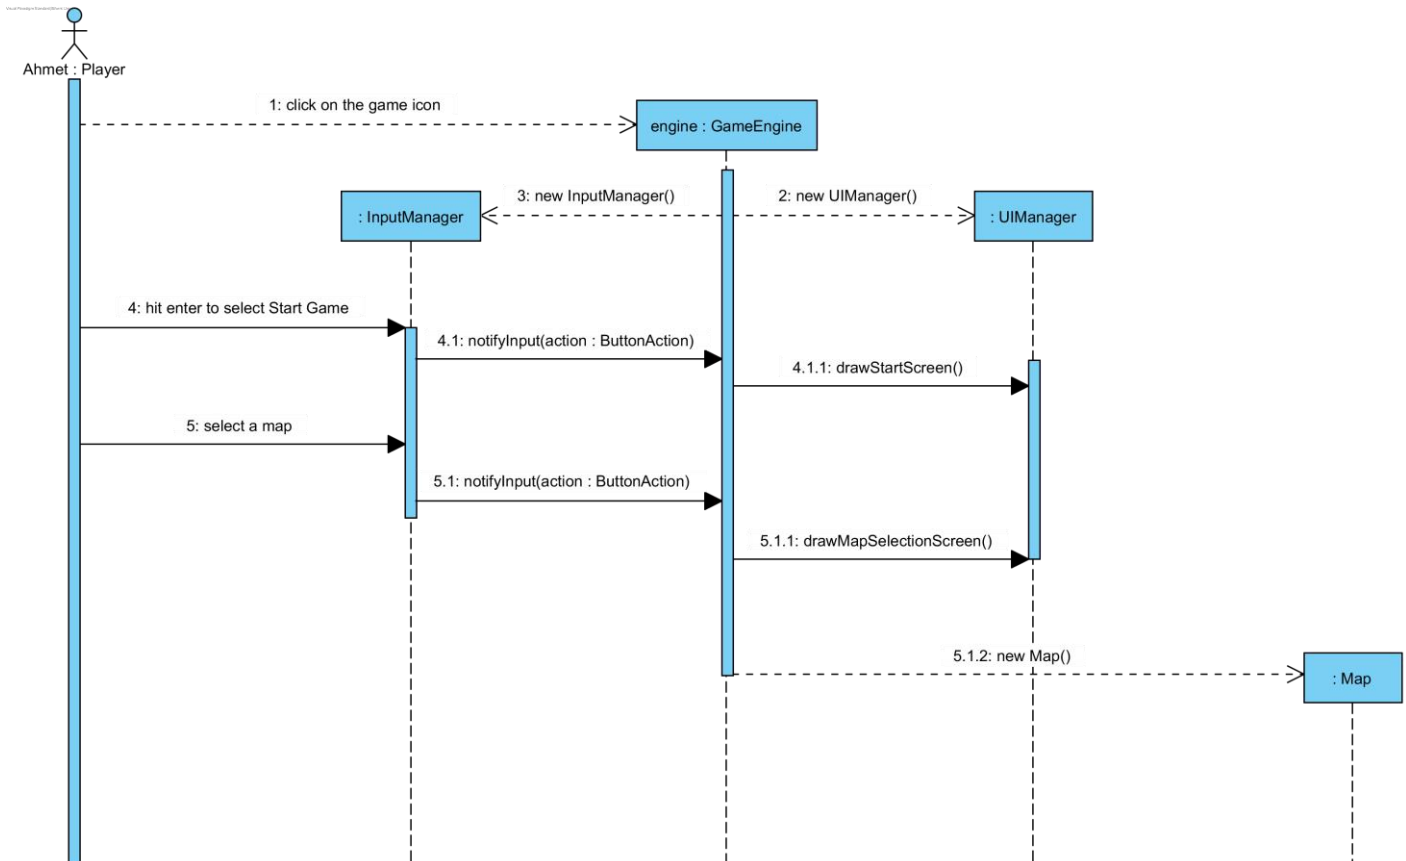 Ahmet : Player
1: click on the game icon
engine : GameEngine
3: new InputManager()
2: new UIManager()
: InputManager
: UIManager
4: hit enter to select Start Game
4.1: notifyInput(action : ButtonAction)
4.1.1: drawStartScreen()
5: select a map
5.1: notifyInput(action : ButtonAction)
5.1.1: drawMapSelectionScreen()
5.1.2: new Map()
: Map